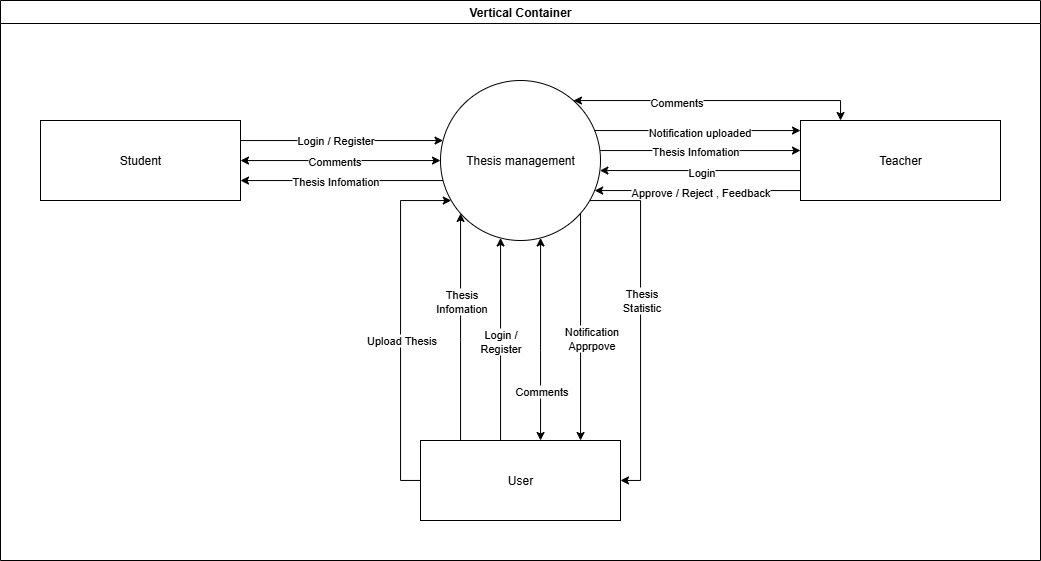 Vertical Container
Comments
Notification uploaded
Login / Register
Thesis Infomation
Student
Comments
Thesis management
Teacher
Login
Thesis Infomation
Approve / Reject , Feedback
Thesis
Infomation
Thesis
Statistic
Upload Thesis
Login /
Register
Notification
Apprpove
Comments
User